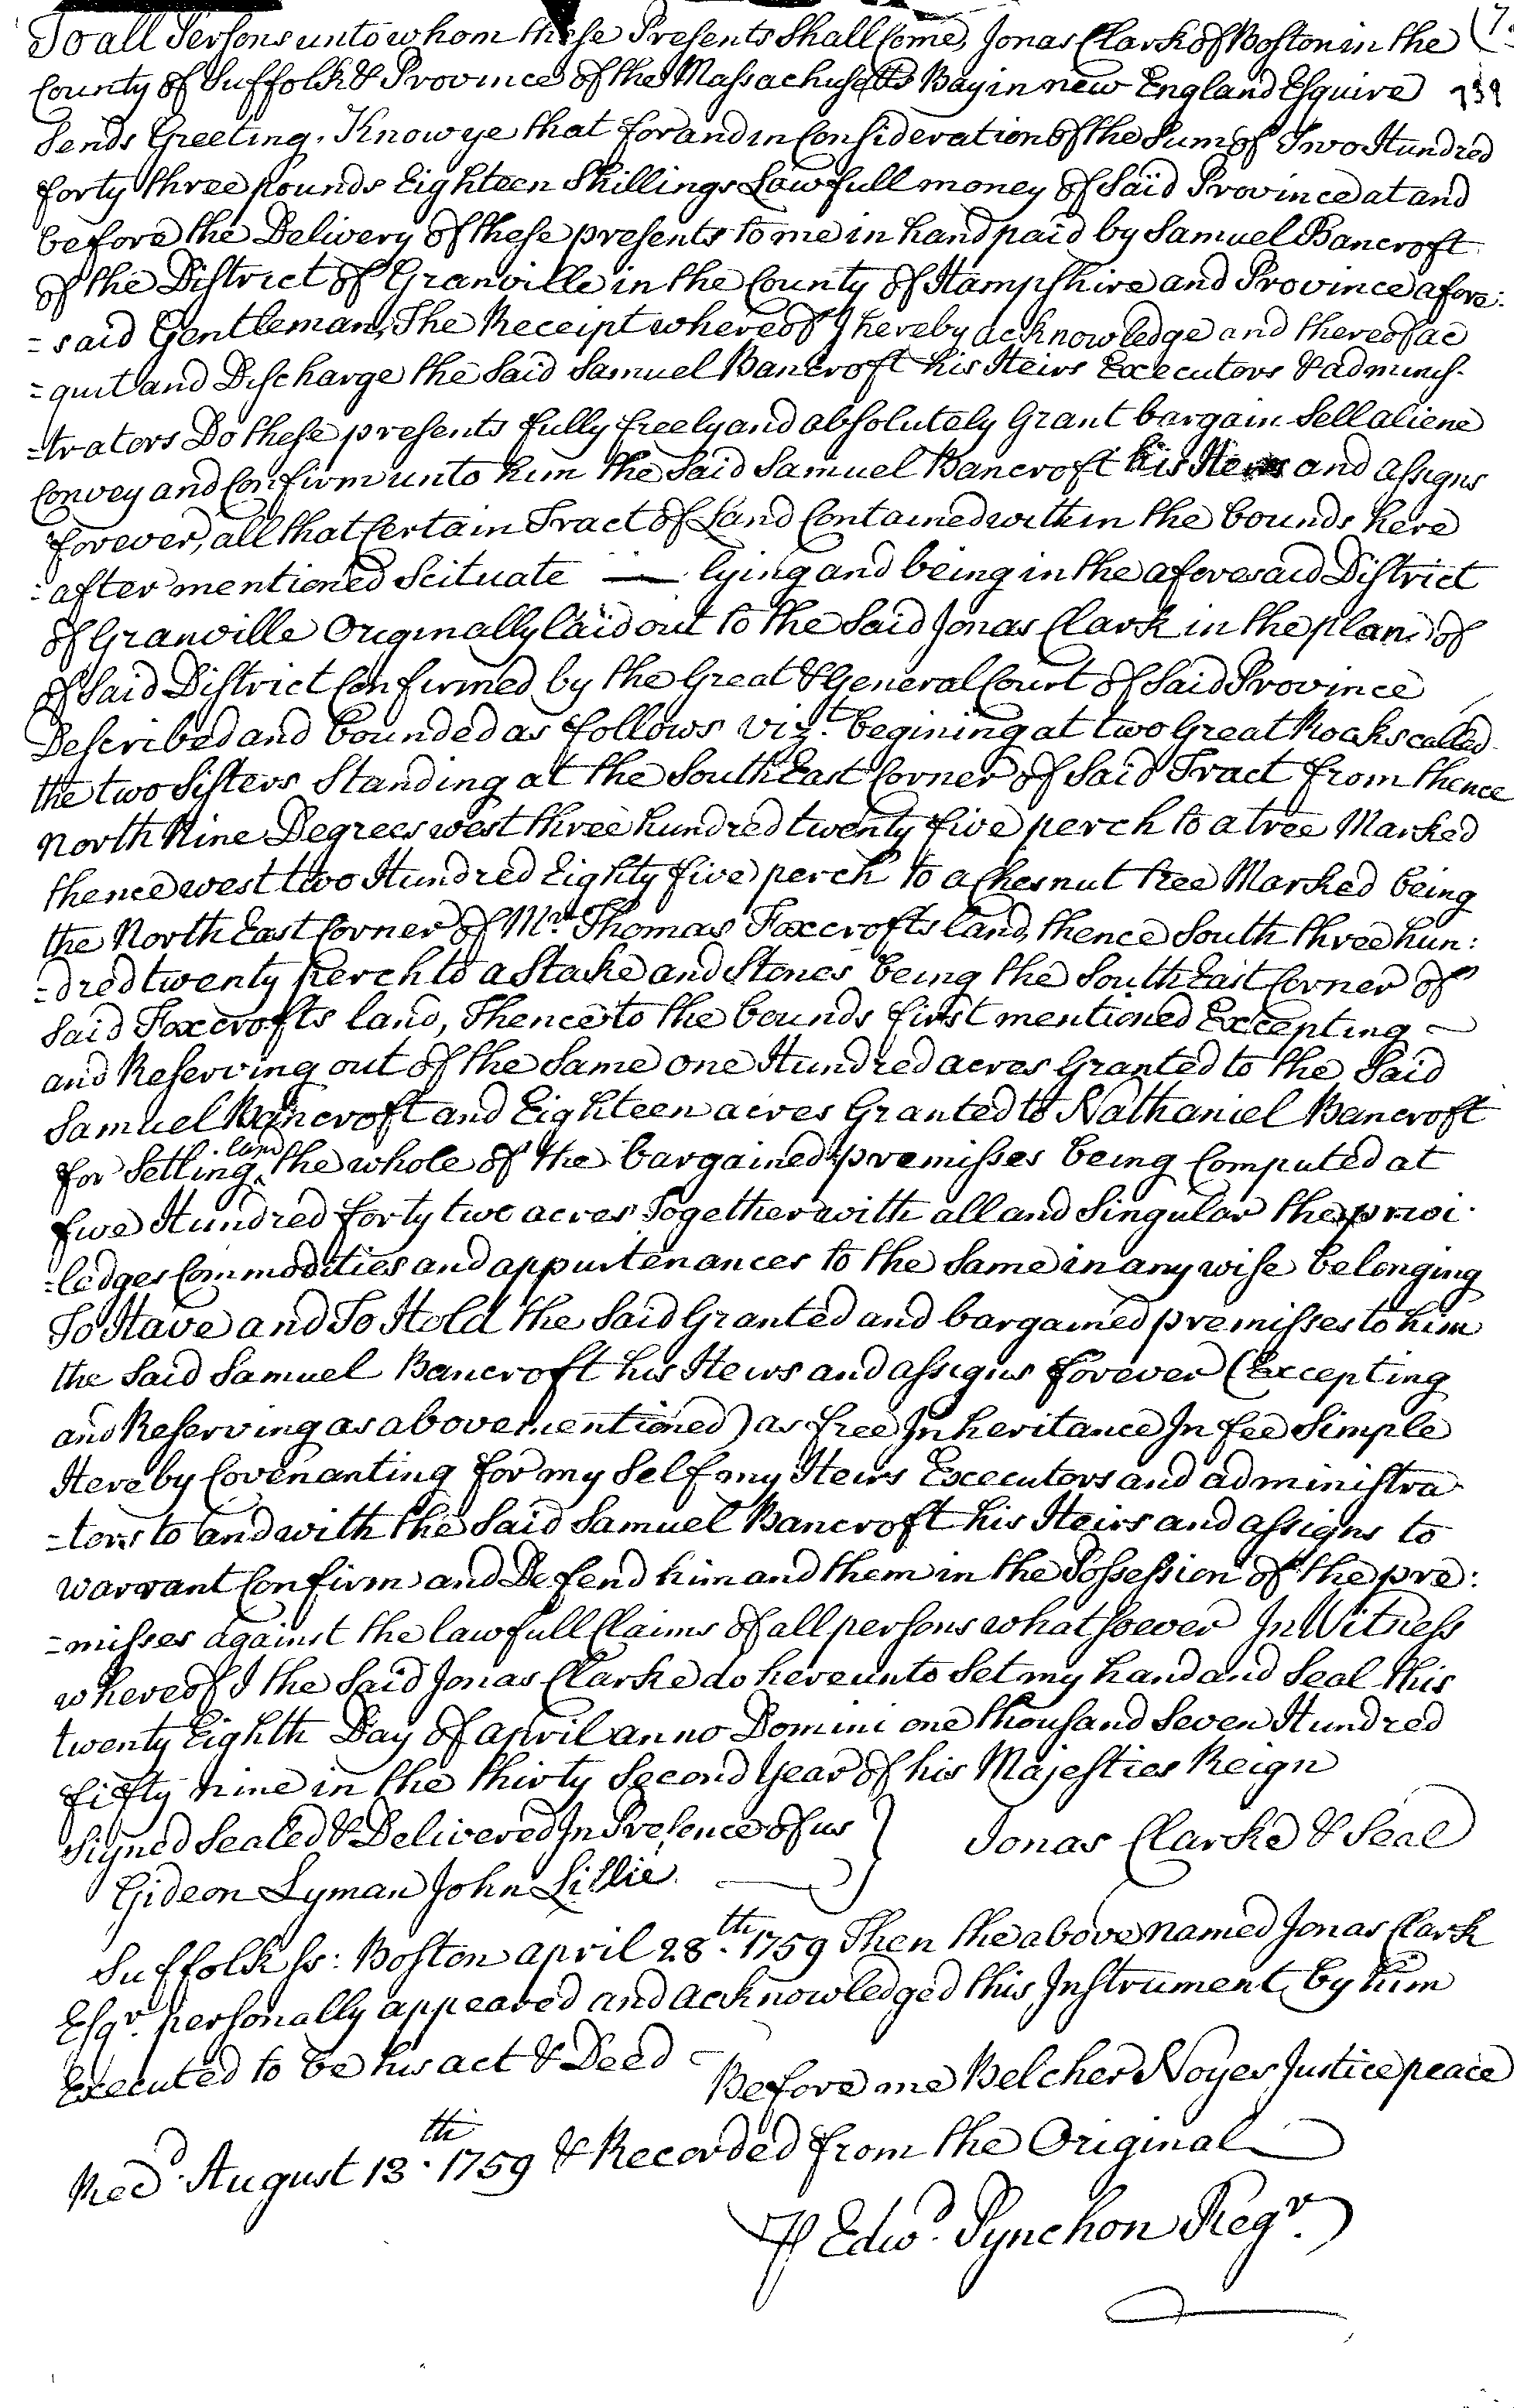 To all Persons unto whom these Presents Shall Come, Jonas Clark of Boston in the
County of Suffolk & Province of the Massachusetts Bay in new England Esquire
Sends Greeting. Know ye that for and in Consideration of the Sum of Two Hundred
forty three pounds Eighteen Shillings Lawfull money of Said Province at and
before the Delivery of these presents to me in hand paid by Samuel Bancroft
of the District of Granville in the County of Hampshire and Province afore:
=said Gentleman, The Receipt whereof I hereby acknowledge and thereof ac
=quit and Discharge the Said Samuel Bancroft his Heirs Executors & adminis-
=trators Do these presents fully freely and absolutely Grant bargain Sell aliene
Convey and Confirm unto him the Said Samuel Bancroft his Heirs and assigns
forever, all that Certain Tract of Land Contained within the bounds here
=after mentioned Scituate — lying and being in the aforesaid District
of Granville Originally laid out to the Said Jonas Clark in the plan of
of Said District Confirmed by the Great & General Court of Said Province
Described and bounded as follows vizt. begining at two Great Rocks called
the two Sisters Standing at the South East Corner of Said Tract from thence
North Nine Degrees west three hundred twenty five perch to a tree Marked
thence west two Hundred Eighty five perch to a Chesnut tree Marked being
the North East Corner of Mr. Thomas Foxcrofts land, thence South three hun:
=dred twenty perch to a Stake and Stones being the South East Corner of
Said Foxcrofts land, Thence to the bounds first mentioned Excepting —
and Reserving out of the Same one Hundred acres Granted to the Said
Samuel Bancroft and Eighteen acres Granted to Nathaniel Bancroft
for Setling, the whole of the bargained premisses being Computed at
five Hundred forty two acres Together with all and Singular the privi
=ledges Commodities and appurtenances to the Same in any wise belonging
To Have and To Hold the Said Granted and bargained premisses to him
the Said Samuel Bancroft his Heirs and assigns forever (Excepting
and Reserving as above mentioned) as free Inheritance In fee Simple
Hereby Covenanting for my Self my Heirs Executors and administra
=tors to and with the Said Samuel Bancroft his Heirs and assigns to
warrant Confirm and Defend him and them in the Possession of the pre:
=misses against the lawfull Claims of all persons whatsoever In Witness
whereof I the Said Jonas Clarke do hereunto Set my hand and Seal this
twenty Eighth Day of april anno Domini one thousand Seven Hundred
fifty nine in the thirty Second Year of his Majesties Reign
Signed Sealed & Delivered In Presence of us } Jonas Clarke & Seal
Gideon Lyman John Lillie.
Suffolk Ss: Boston april 28th. 1759 Then the above named Jonas Clark
Esqr. personally appeared and acknowledged this Instrument by him
Executed to be his act & Deed —
Before me Belcher Noyes Justice peace
Recd. August 13th. 1759 & Recorded from the Original
⅌ Edwd. Pynchon Regr.